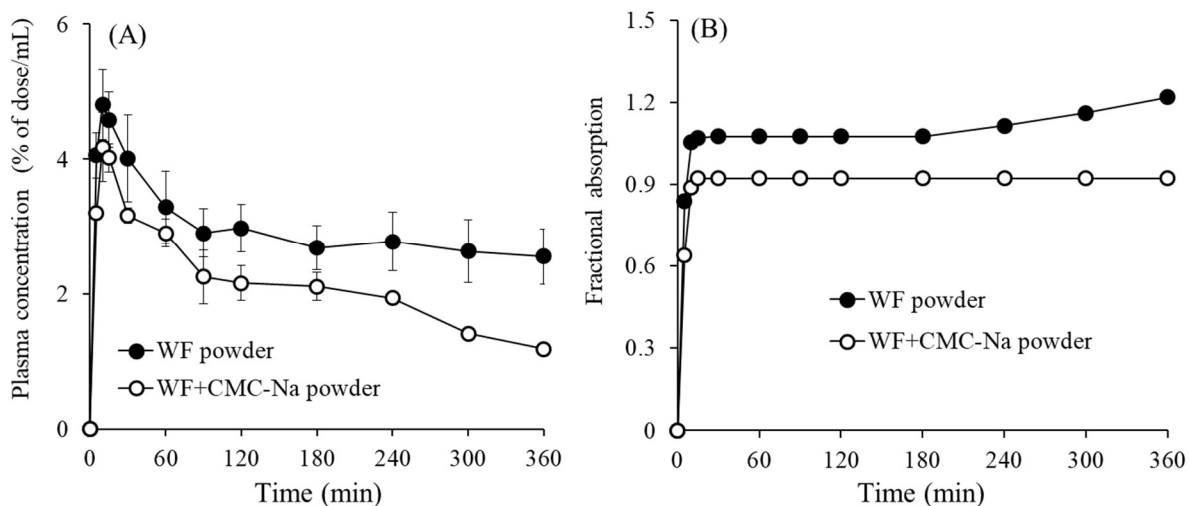 (A)
Plasma concentration (% of dose/mL)
6
4
2
0
0 60 120 180 240 300 360
Time (min)
WF powder
WF+CMC-Na powder
(B)
Fractional absorption
1.5
1.2
0.9
0.6
0.3
0
0 60 120 180 240 300 360
Time (min)
WF powder
WF+CMC-Na powder